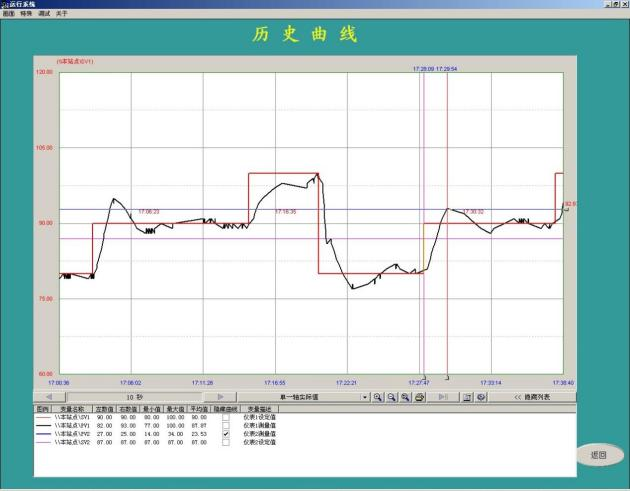 运行系统
画面 特殊 调试 关于
历史曲线
(\\本站点\SV1)
17:28:09 17:29:54
120.00
105.00
17:06:23 17:18:35 17:30:32
90.00
75.00
60.00
17:00:36 17:06:02 17:11:28 17:16:55 17:22:21 17:27:47 17:33:14 17:38:40
10 秒 单一轴实际值 << 隐藏列表
图例 变量名称 左数值 右数值 最小值 最大值 平均值 隐藏曲线 变量描述
\\本站点\SV1 90.00 90.00 80.00 100.00 90.00 仪表1设定值
\\本站点\PV1 82.00 93.00 77.00 100.00 87.87 仪表1测量值
\\本站点\PV2 27.00 25.00 14.00 34.00 23.53 仪表2测量值
\\本站点\SV2 87.00 87.00 87.00 87.00 87.00 仪表2设定值
返回